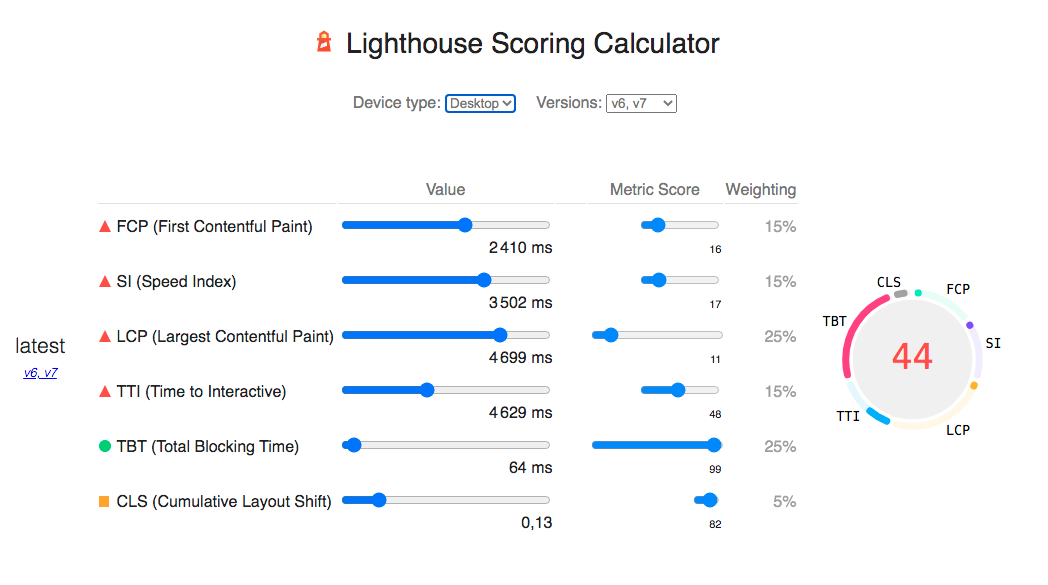 Lighthouse Scoring Calculator
Device type: Desktop Versions: v6, v7
Value Metric Score Weighting
FCP (First Contentful Paint) 15%
2 410 ms 16
SI (Speed Index) 15%
3 502 ms 17
latest
v6, v7
LCP (Largest Contentful Paint) 25%
4 699 ms 11
TTI (Time to Interactive) 15%
4 629 ms 48
TBT (Total Blocking Time) 25%
64 ms 99
CLS (Cumulative Layout Shift) 5%
0,13 82
CLS
FCP
TBT
SI
44
TTI
LCP